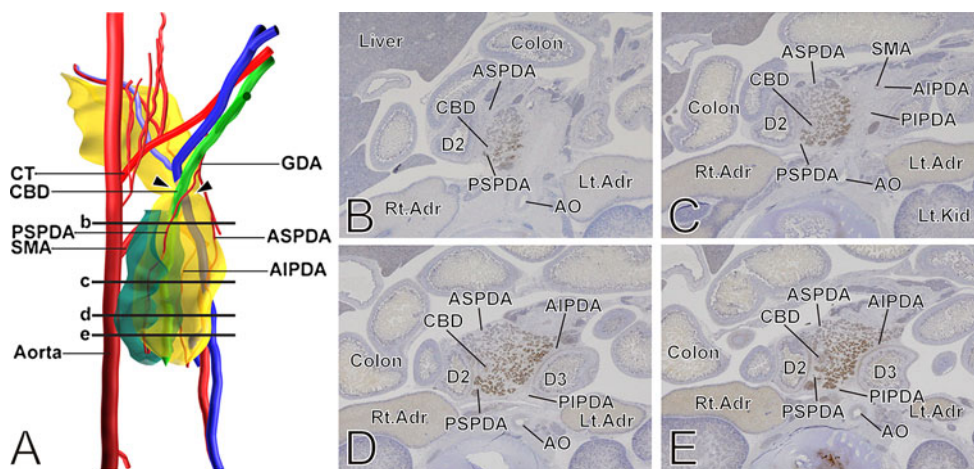 CT
CBD
PSPDA
SMA
Aorta
b
c
d
e
GDA
ASPDA
AIPDA
A
Liver
Colon
ASPDA
CBD
D2
PSPDA
Lt.Adr
Rt.Adr
AO
B
ASPDA
SMA
CBD
AIPDA
Colon
D2
PIPDA
Rt.Adr
PSPDA
Lt.Adr
AO
Lt.Kid
C
ASPDA
AIPDA
CBD
Colon
D2
D3
PIPDA
Rt.Adr
Lt.Adr
PSPDA
AO
D
ASPDA
AIPDA
CBD
Colon
D2
D3
PIPDA
Rt.Adr
Lt.Adr
PSPDA
AO
E